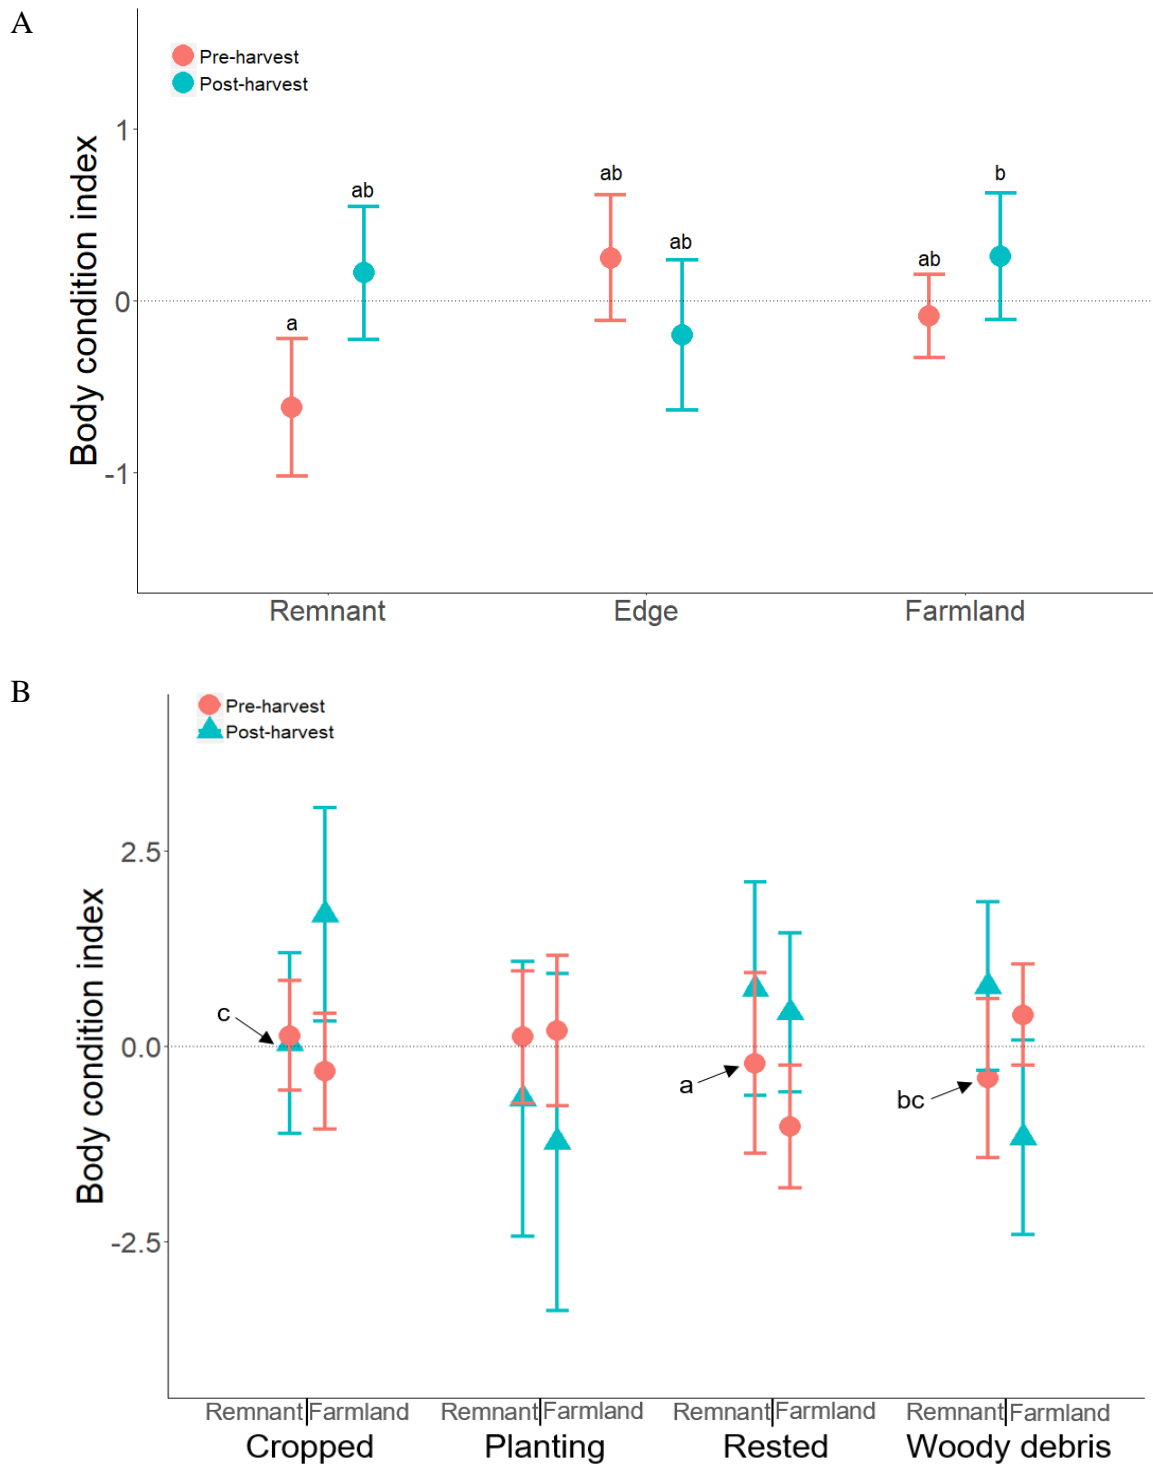 A
Pre-harvest
Post-harvest
Body condition index
1
0
-1
a
ab
ab
ab
ab
b
Remnant
Edge
Farmland
B
Pre-harvest
Post-harvest
Body condition index
2.5
0.0
-2.5
c
a
bc
Remnant Farmland Remnant Farmland Remnant Farmland Remnant Farmland
Cropped Planting Rested Woody debris